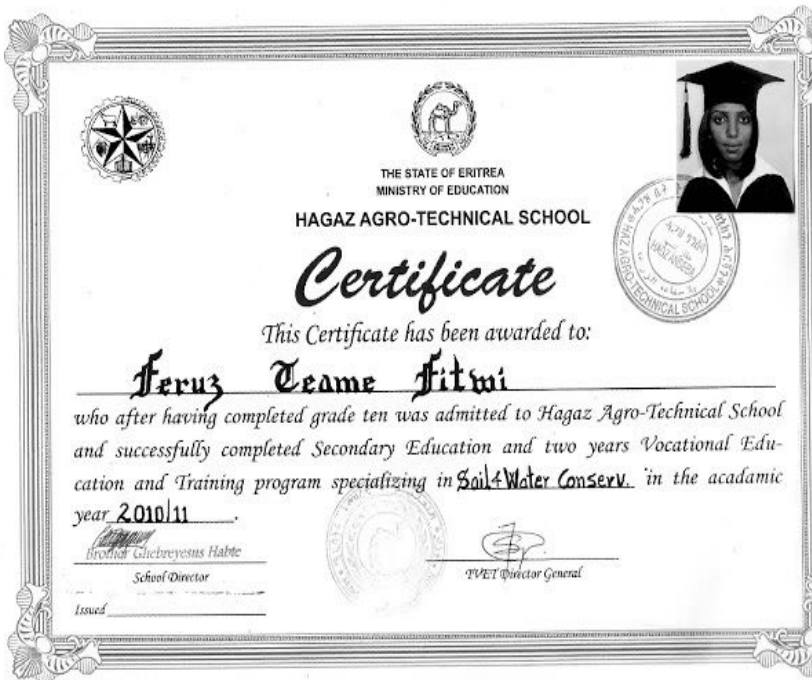 THE STATE OF ERITREA
MINISTRY OF EDUCATION
HAGAZ AGRO-TECHNICAL SCHOOL
Certificate
This Certificate has been awarded to:
Feruz Teame Fitwi
who after having completed grade ten was admitted to Hagaz Agro-Technical School
and successfully completed Secondary Education and two years Vocational Edu-
cation and Training program specializing in Soil & Water Conserv. in the acadamic
year 2010/11.
Brother Ghebreyesus Habte
School Director
TVET Director General
Issued
HAGAZ AGRO-TECHNICAL SCHOOL